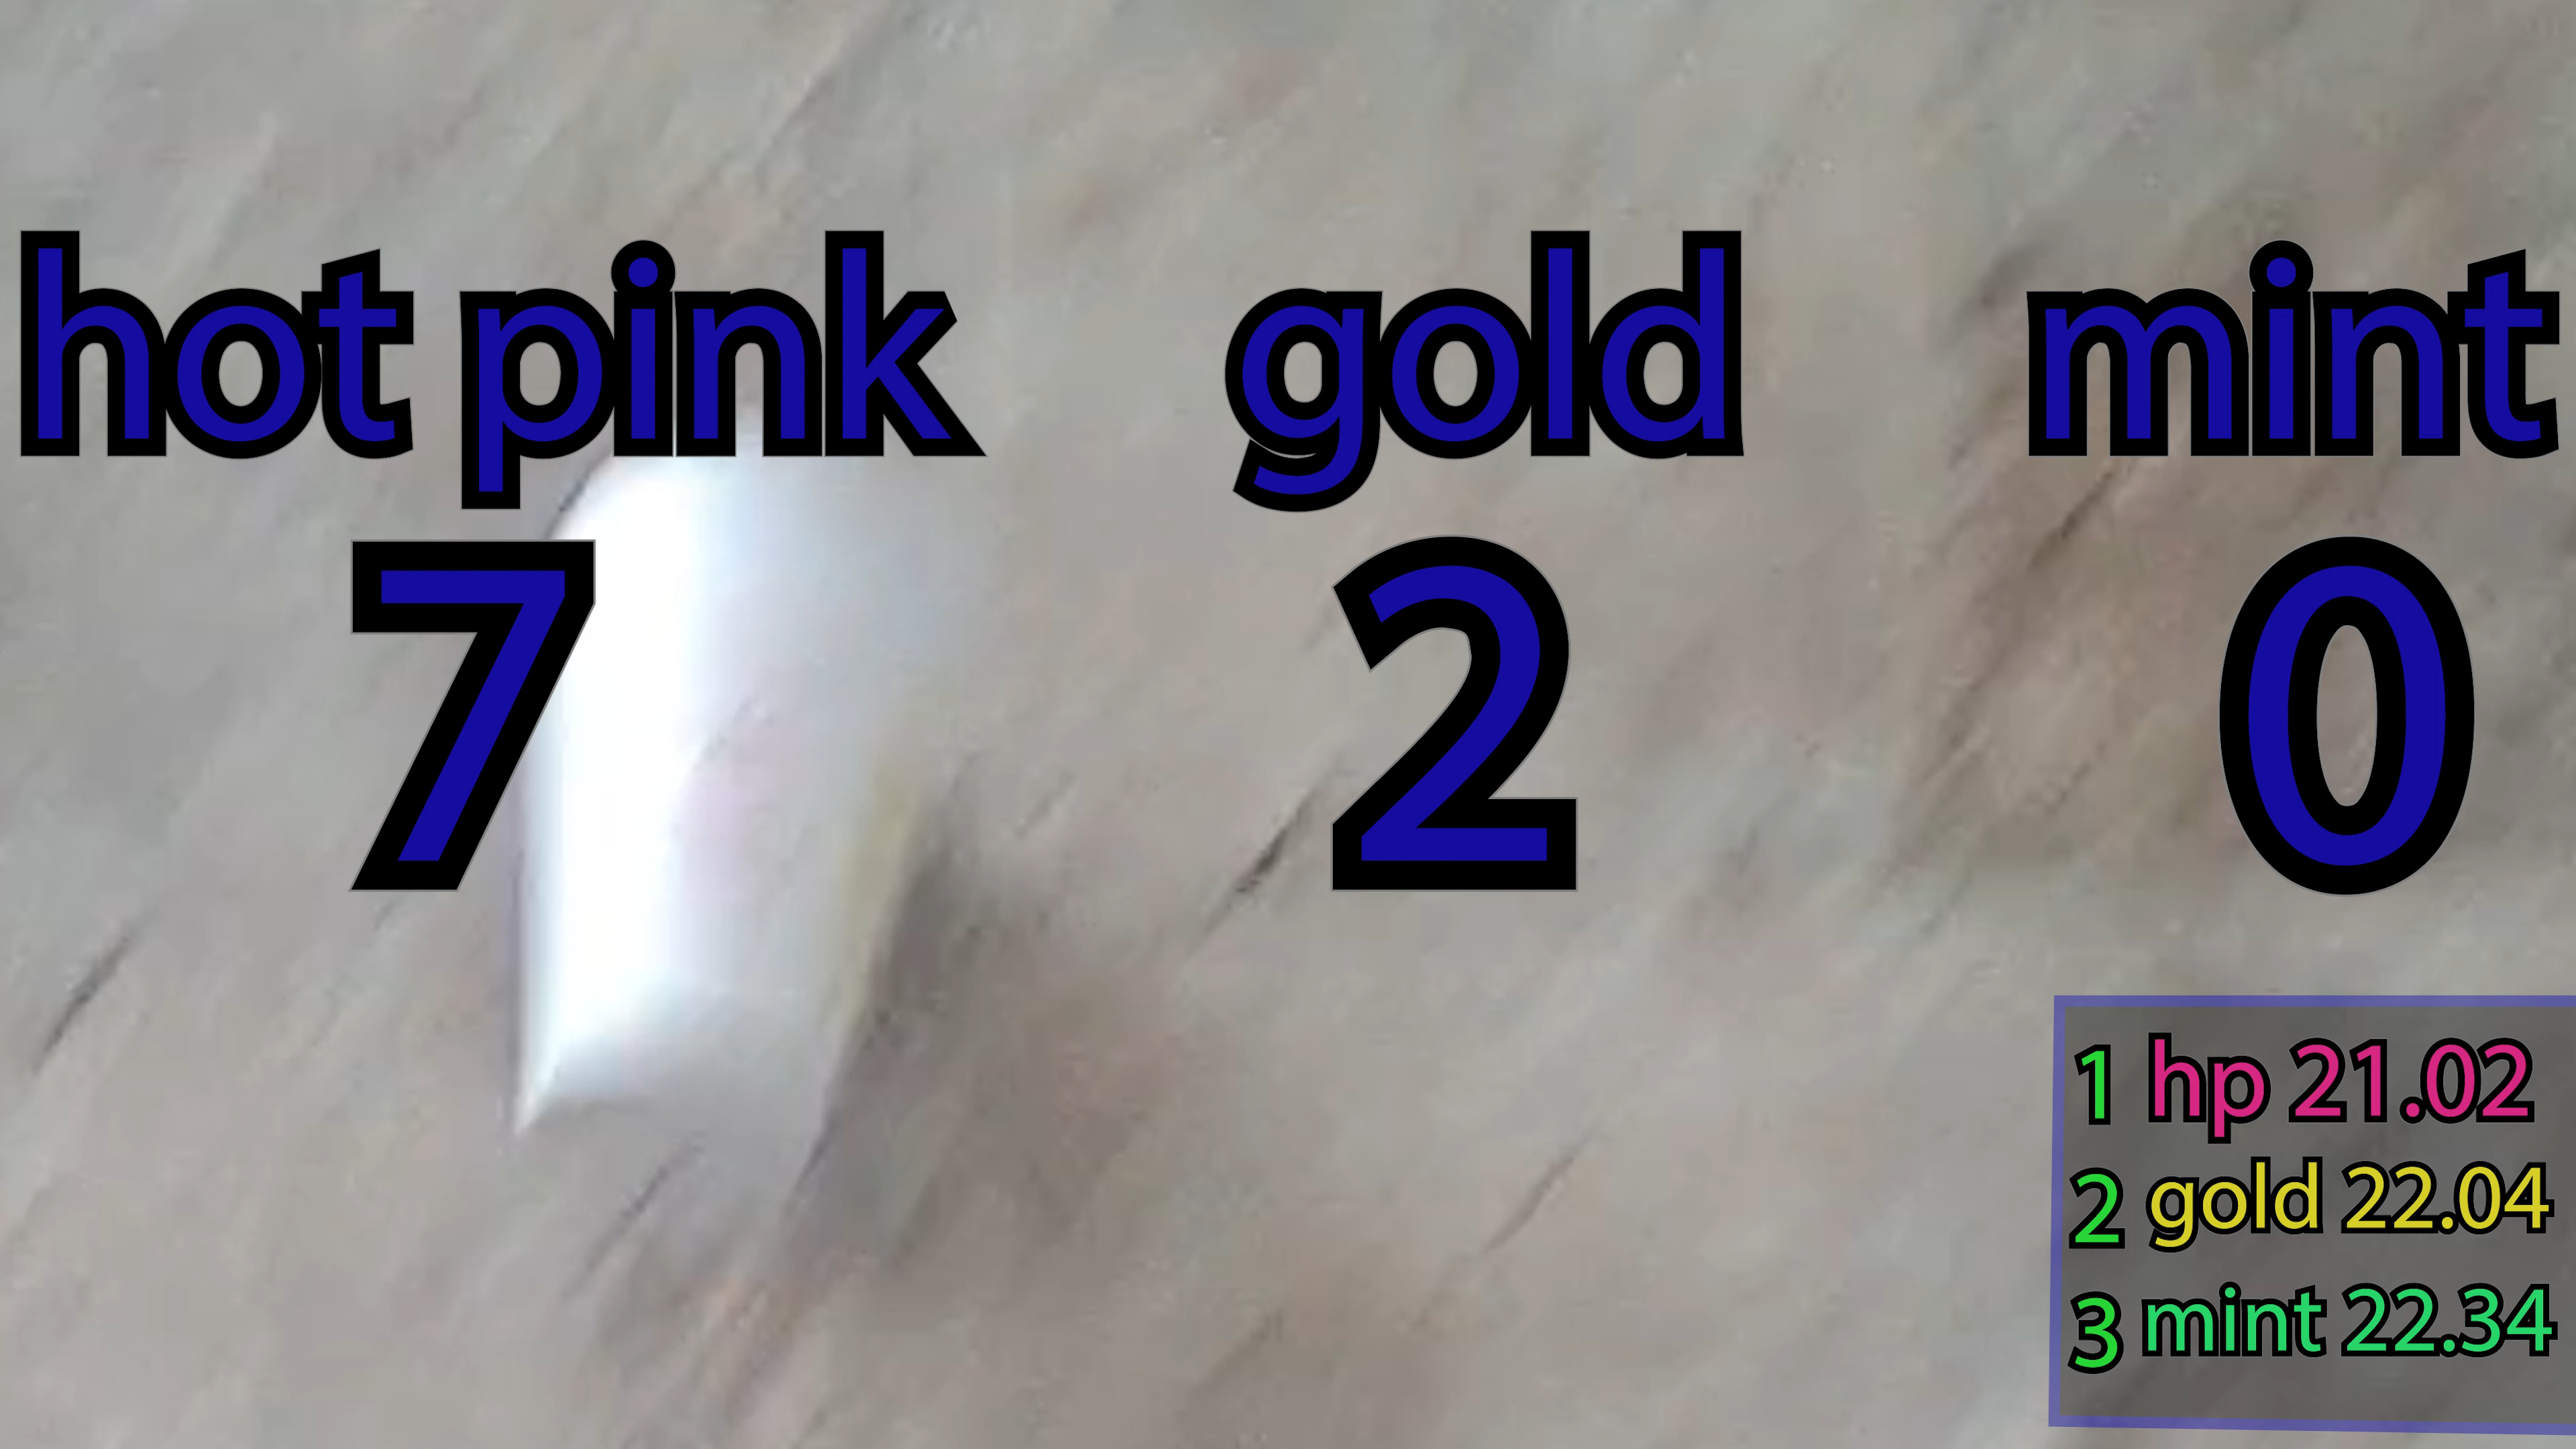 hot pink gold mint
7 2 0
1 hp 21.02
2 gold 22.04
3 mint 22.34